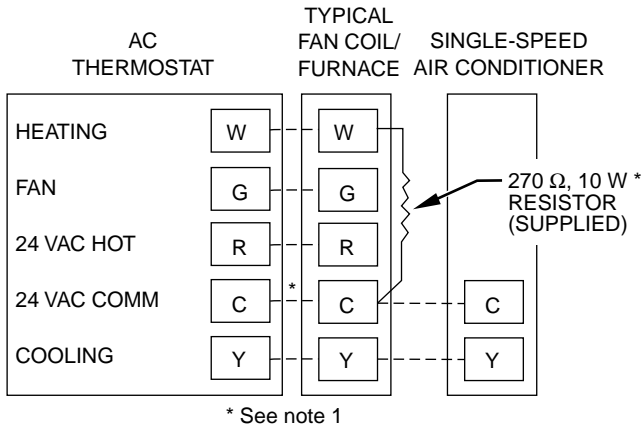 AC
THERMOSTAT
TYPICAL
FAN COIL/
FURNACE
SINGLE-SPEED
AIR CONDITIONER
HEATING W W
FAN G G
24 VAC HOT R R
24 VAC COMM C * C C
COOLING Y Y Y
270 Ω, 10 W *
RESISTOR
(SUPPLIED)
* See note 1